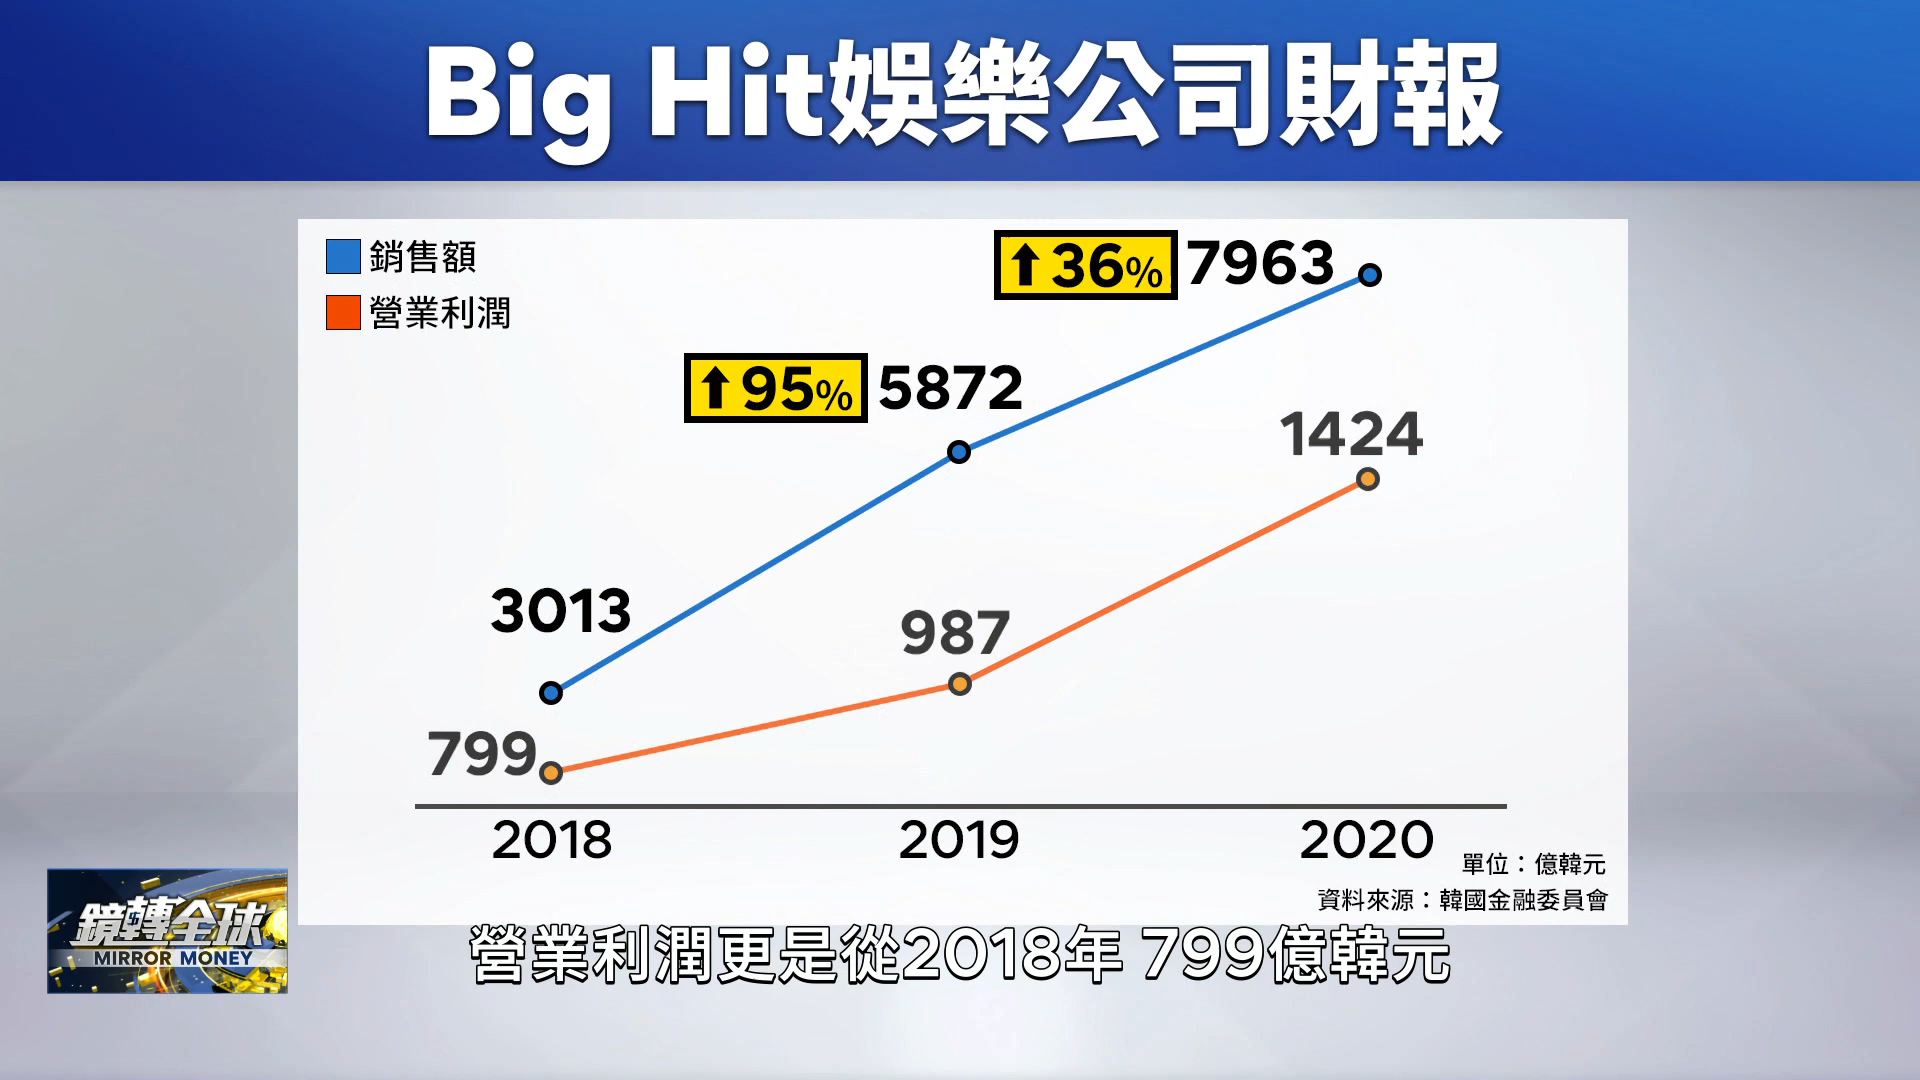 Big Hit娛樂公司財報
銷售額
營業利潤
36% 7963
95% 5872
1424
3013
987
799
2018 2019 2020
單位：億韓元
資料來源：韓國金融委員會
鏡轉全球
MIRROR MONEY
營業利潤更是從2018年 799億韓元